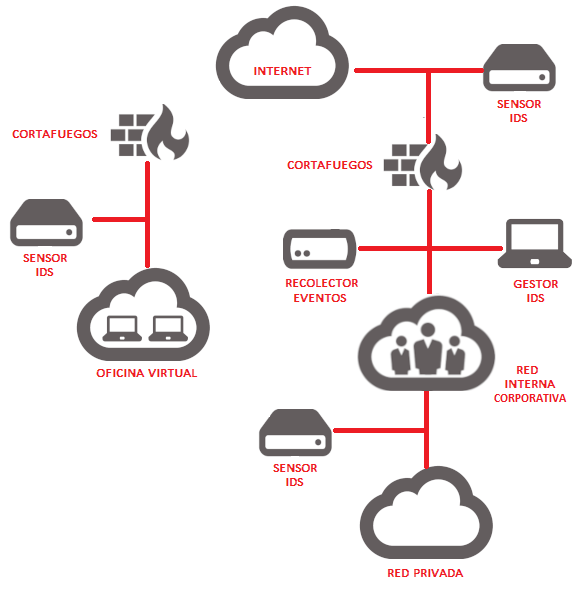 INTERNET
SENSOR
IDS
CORTAFUEGOS
CORTAFUEGOS
SENSOR
IDS
RECOLECTOR
EVENTOS
GESTOR
IDS
OFICINA VIRTUAL
RED
INTERNA
CORPORATIVA
SENSOR
IDS
RED PRIVADA